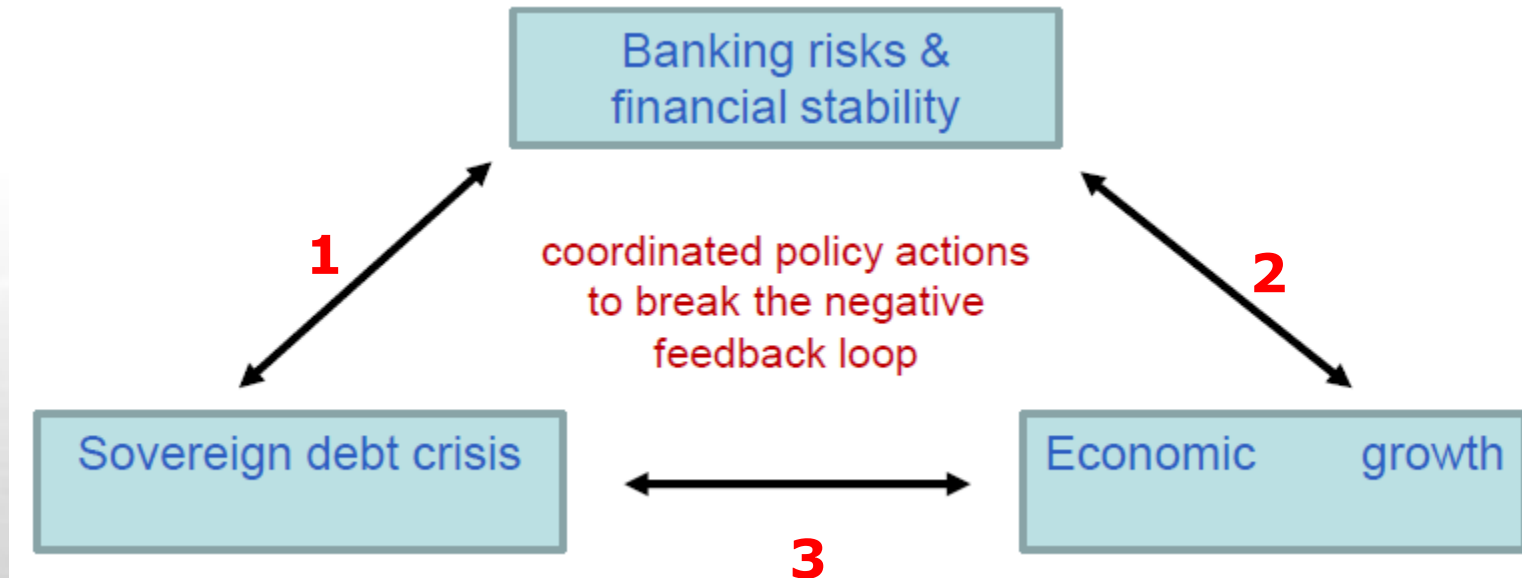 Banking risks &
financial stability
1
coordinated policy actions
to break the negative
feedback loop
2
Sovereign debt crisis
Economic growth
3